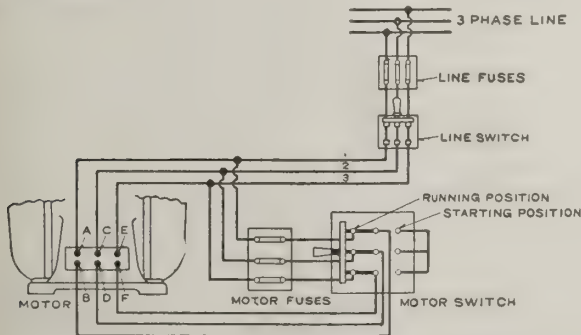 3 PHASE LINE
LINE FUSES
LINE SWITCH
1
2
3
RUNNING POSITION
STARTING POSITION
A C E
B D F
MOTOR
MOTOR FUSES
MOTOR SWITCH